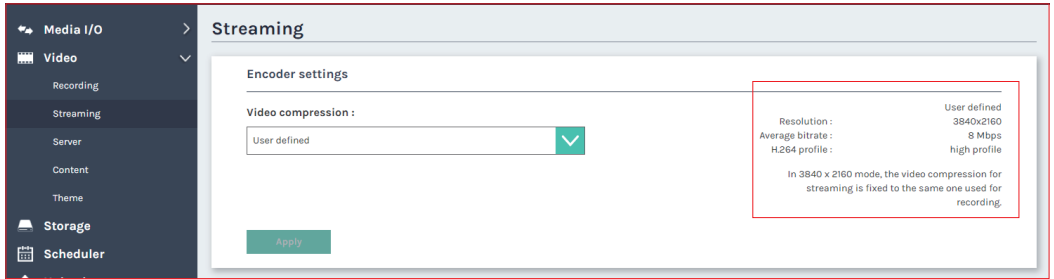 Media I/O
Video
Recording
Streaming
Server
Content
Theme
Storage
Scheduler
Streaming
Encoder settings
Video compression :
User defined
Apply
User defined
Resolution : 3840x2160
Average bitrate : 8 Mbps
H.264 profile : high profile
In 3840 x 2160 mode, the video compression for
streaming is fixed to the same one used for
recording.